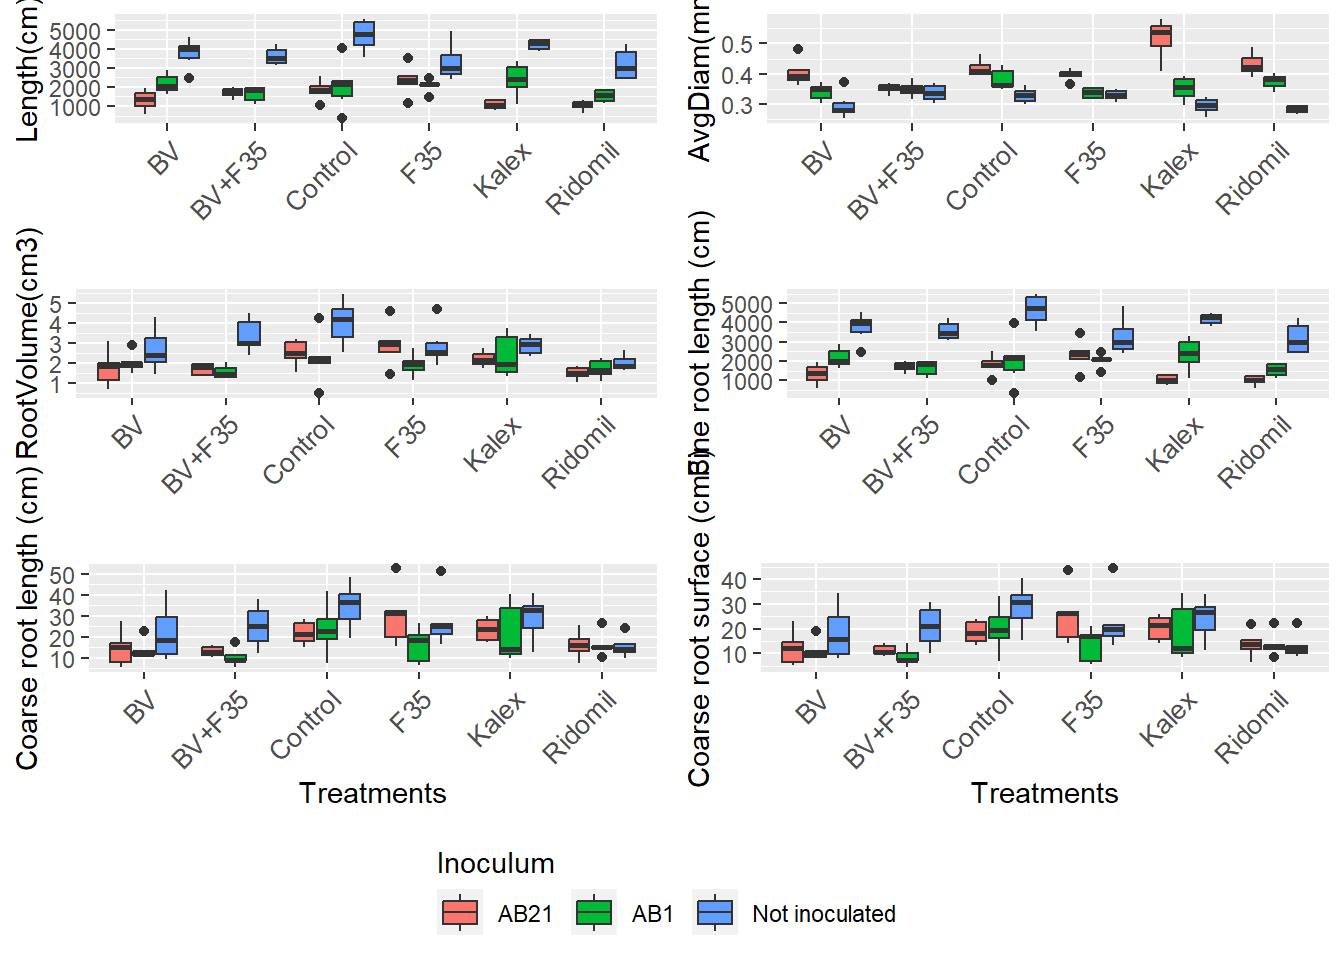 Length(cm)
5000
4000
3000
2000
1000
BV
BV+F35
Control
F35
Kalex
Ridomil
AvgDiam(mm
0.5
0.4
0.3
BV
BV+F35
Control
F35
Kalex
Ridomil
RootVolume(cm3)
5
4
3
2
1
BV
BV+F35
Control
F35
Kalex
Ridomil
Fine root length (cm)
5000
4000
3000
2000
1000
BV
BV+F35
Control
F35
Kalex
Ridomil
Coarse root length (cm)
50
40
30
20
10
BV
BV+F35
Control
F35
Kalex
Ridomil
Treatments
Coarse root surface (cm3)
40
30
20
10
BV
BV+F35
Control
F35
Kalex
Ridomil
Treatments
Inoculum
AB21
AB1
Not inoculated